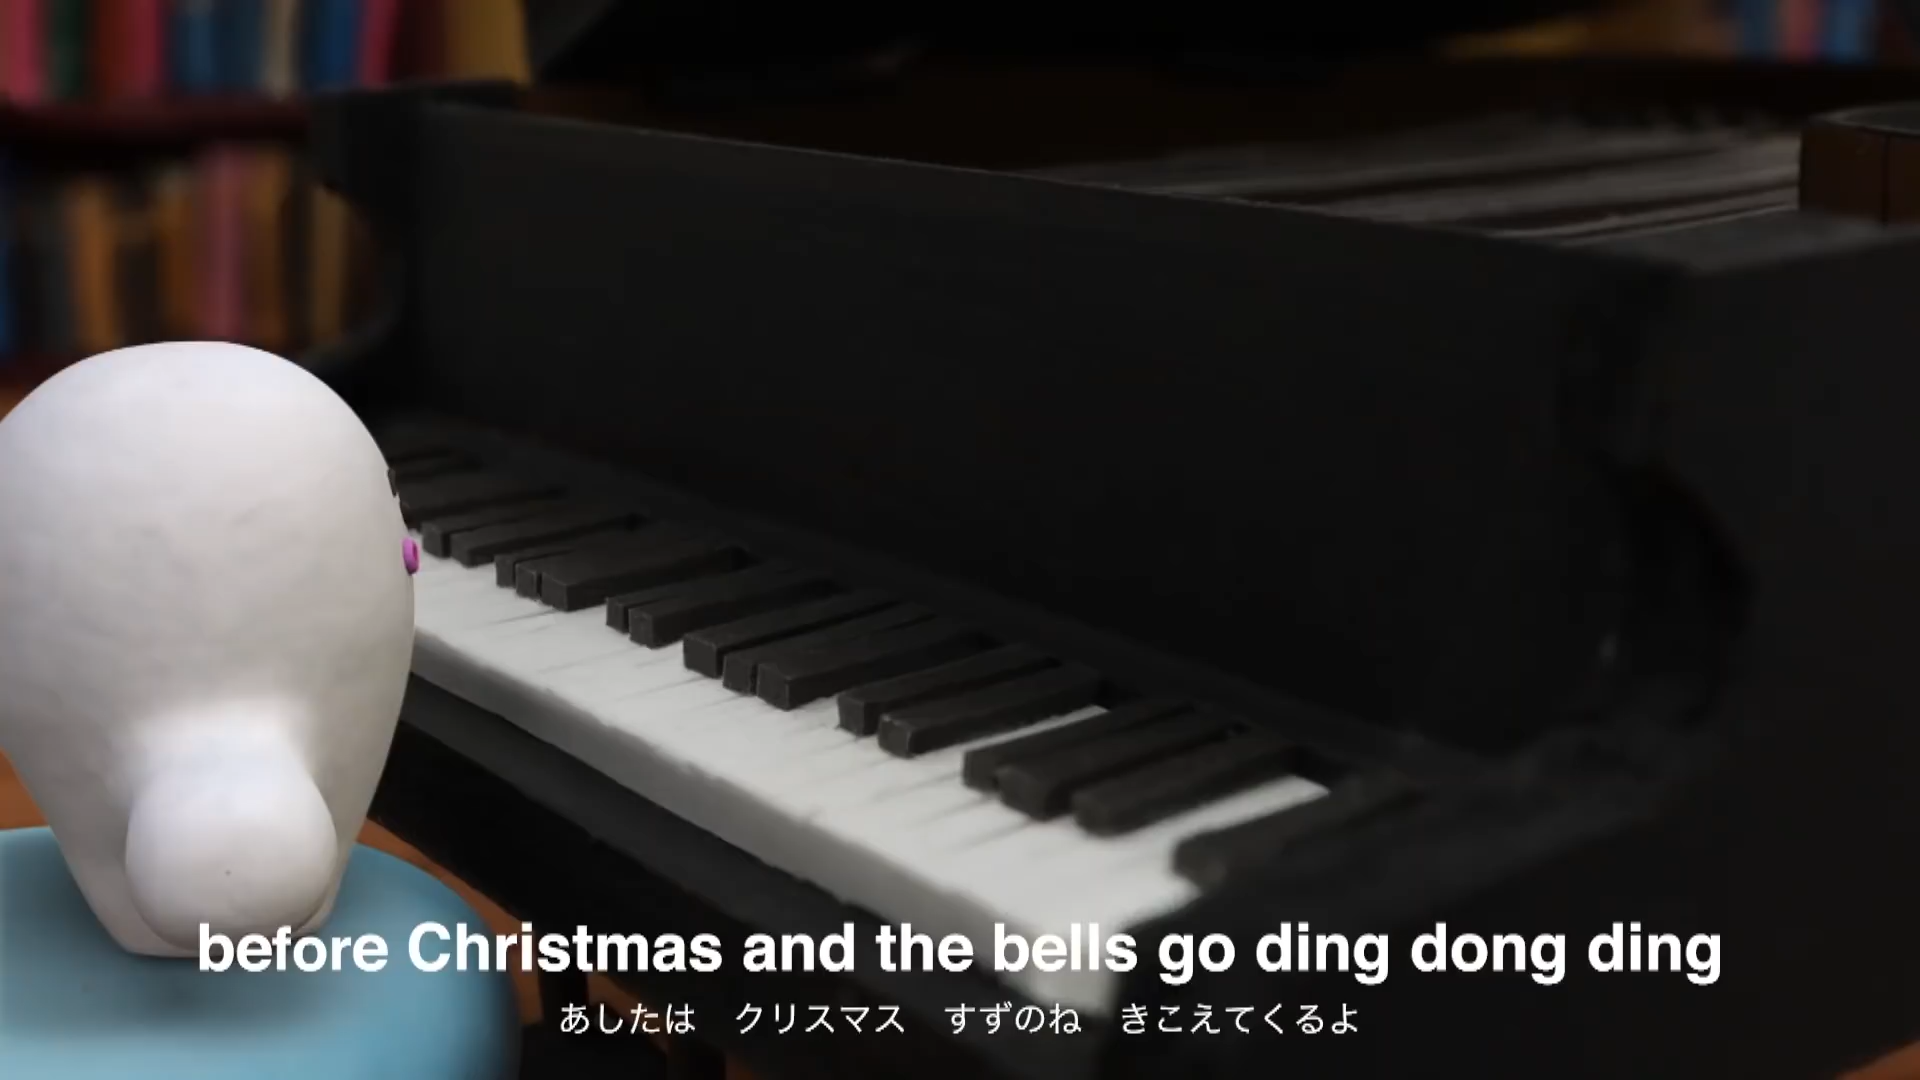 before Christmas and the bells go ding dong ding
あしたは　クリスマス　すずのね　きこえてくるよ